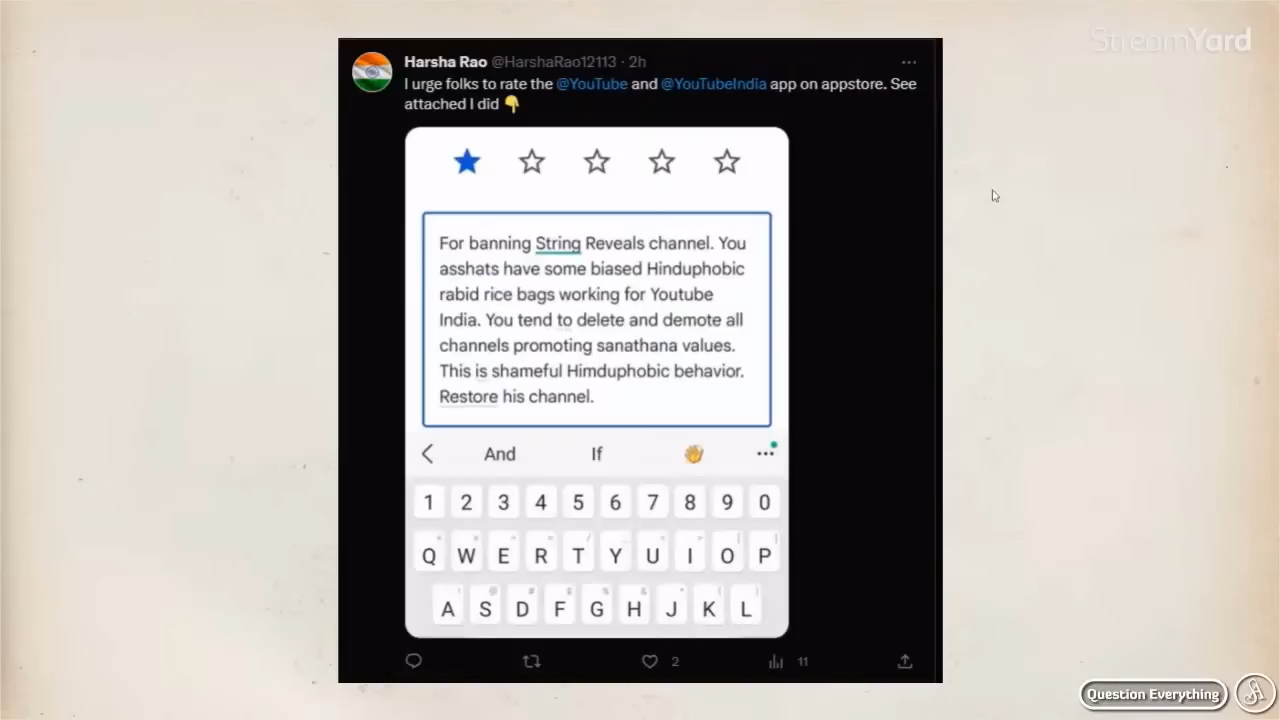 StreamYard
Harsha Rao @HarshaRao12113 · 2h
I urge folks to rate the @YouTube and @YouTubeIndia app on appstore. See
attached I did 👇
For banning String Reveals channel. You
asshats have some biased Hinduphobic
rabid rice bags working for Youtube
India. You tend to delete and demote all
channels promoting sanathana values.
This is shameful Himduphobic behavior.
Restore his channel.
And If 👋
1 2 3 4 5 6 7 8 9 0
Q W E R T Y U I O P
A S D F G H J K L
2 11
Question Everything